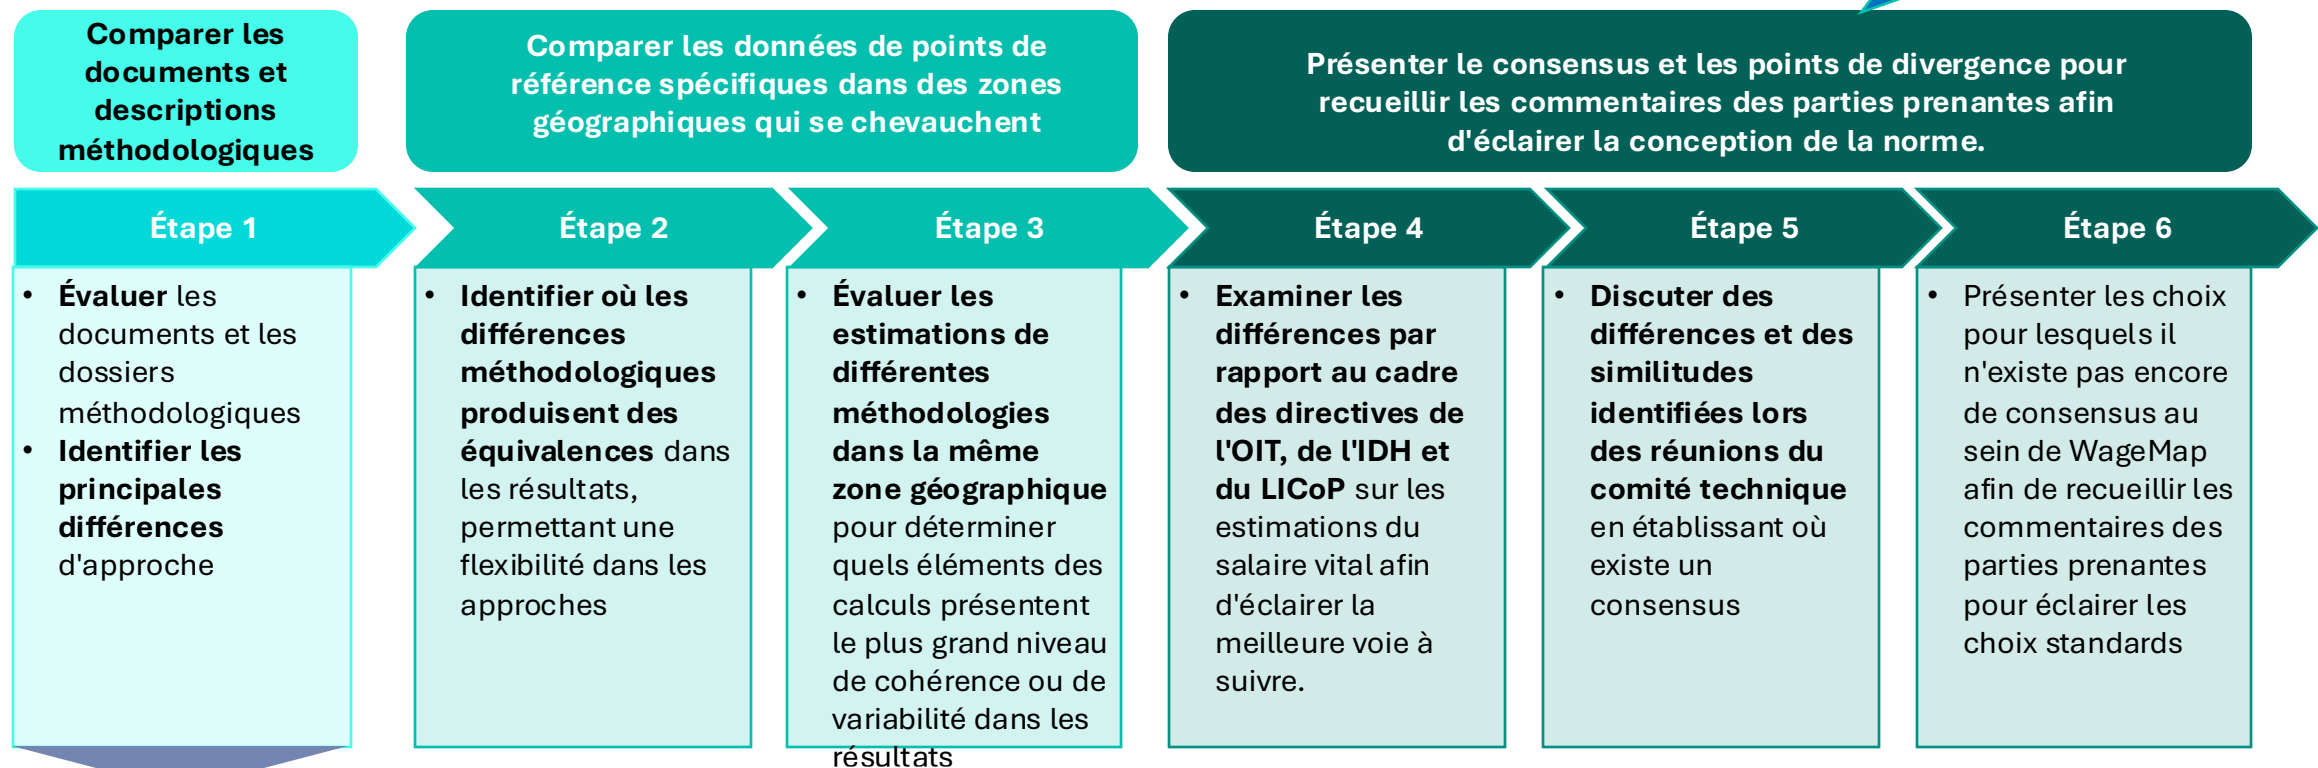 Comparer les
documents et
descriptions
méthodologiques
Comparer les données de points de
référence spécifiques dans des zones
géographiques qui se chevauchent
Présenter le consensus et les points de divergence pour
recueillir les commentaires des parties prenantes afin
d'éclairer la conception de la norme.
Étape 1
Étape 2
Étape 3
Étape 4
Étape 5
Étape 6
• Évaluer les
documents et les
dossiers
méthodologiques
• Identifier les
principales
différences
d'approche
• Identifier où les
différences
méthodologiques
produisent des
équivalences dans
les résultats,
permettant une
flexibilité dans les
approches
• Évaluer les
estimations de
différentes
méthodologies
dans la même
zone géographique
pour déterminer
quels éléments des
calculs présentent
le plus grand niveau
de cohérence ou de
variabilité dans les
résultats
• Examiner les
différences par
rapport au cadre
des directives de
l'OIT, de l'IDH et
du LICoP sur les
estimations du
salaire vital afin
d'éclairer la
meilleure voie à
suivre.
• Discuter des
différences et des
similitudes
identifiées lors
des réunions du
comité technique
en établissant où
existe un
consensus
• Présenter les choix
pour lesquels il
n'existe pas encore
de consensus au
sein de WageMap
afin de recueillir les
commentaires des
parties prenantes
pour éclairer les
choix standards